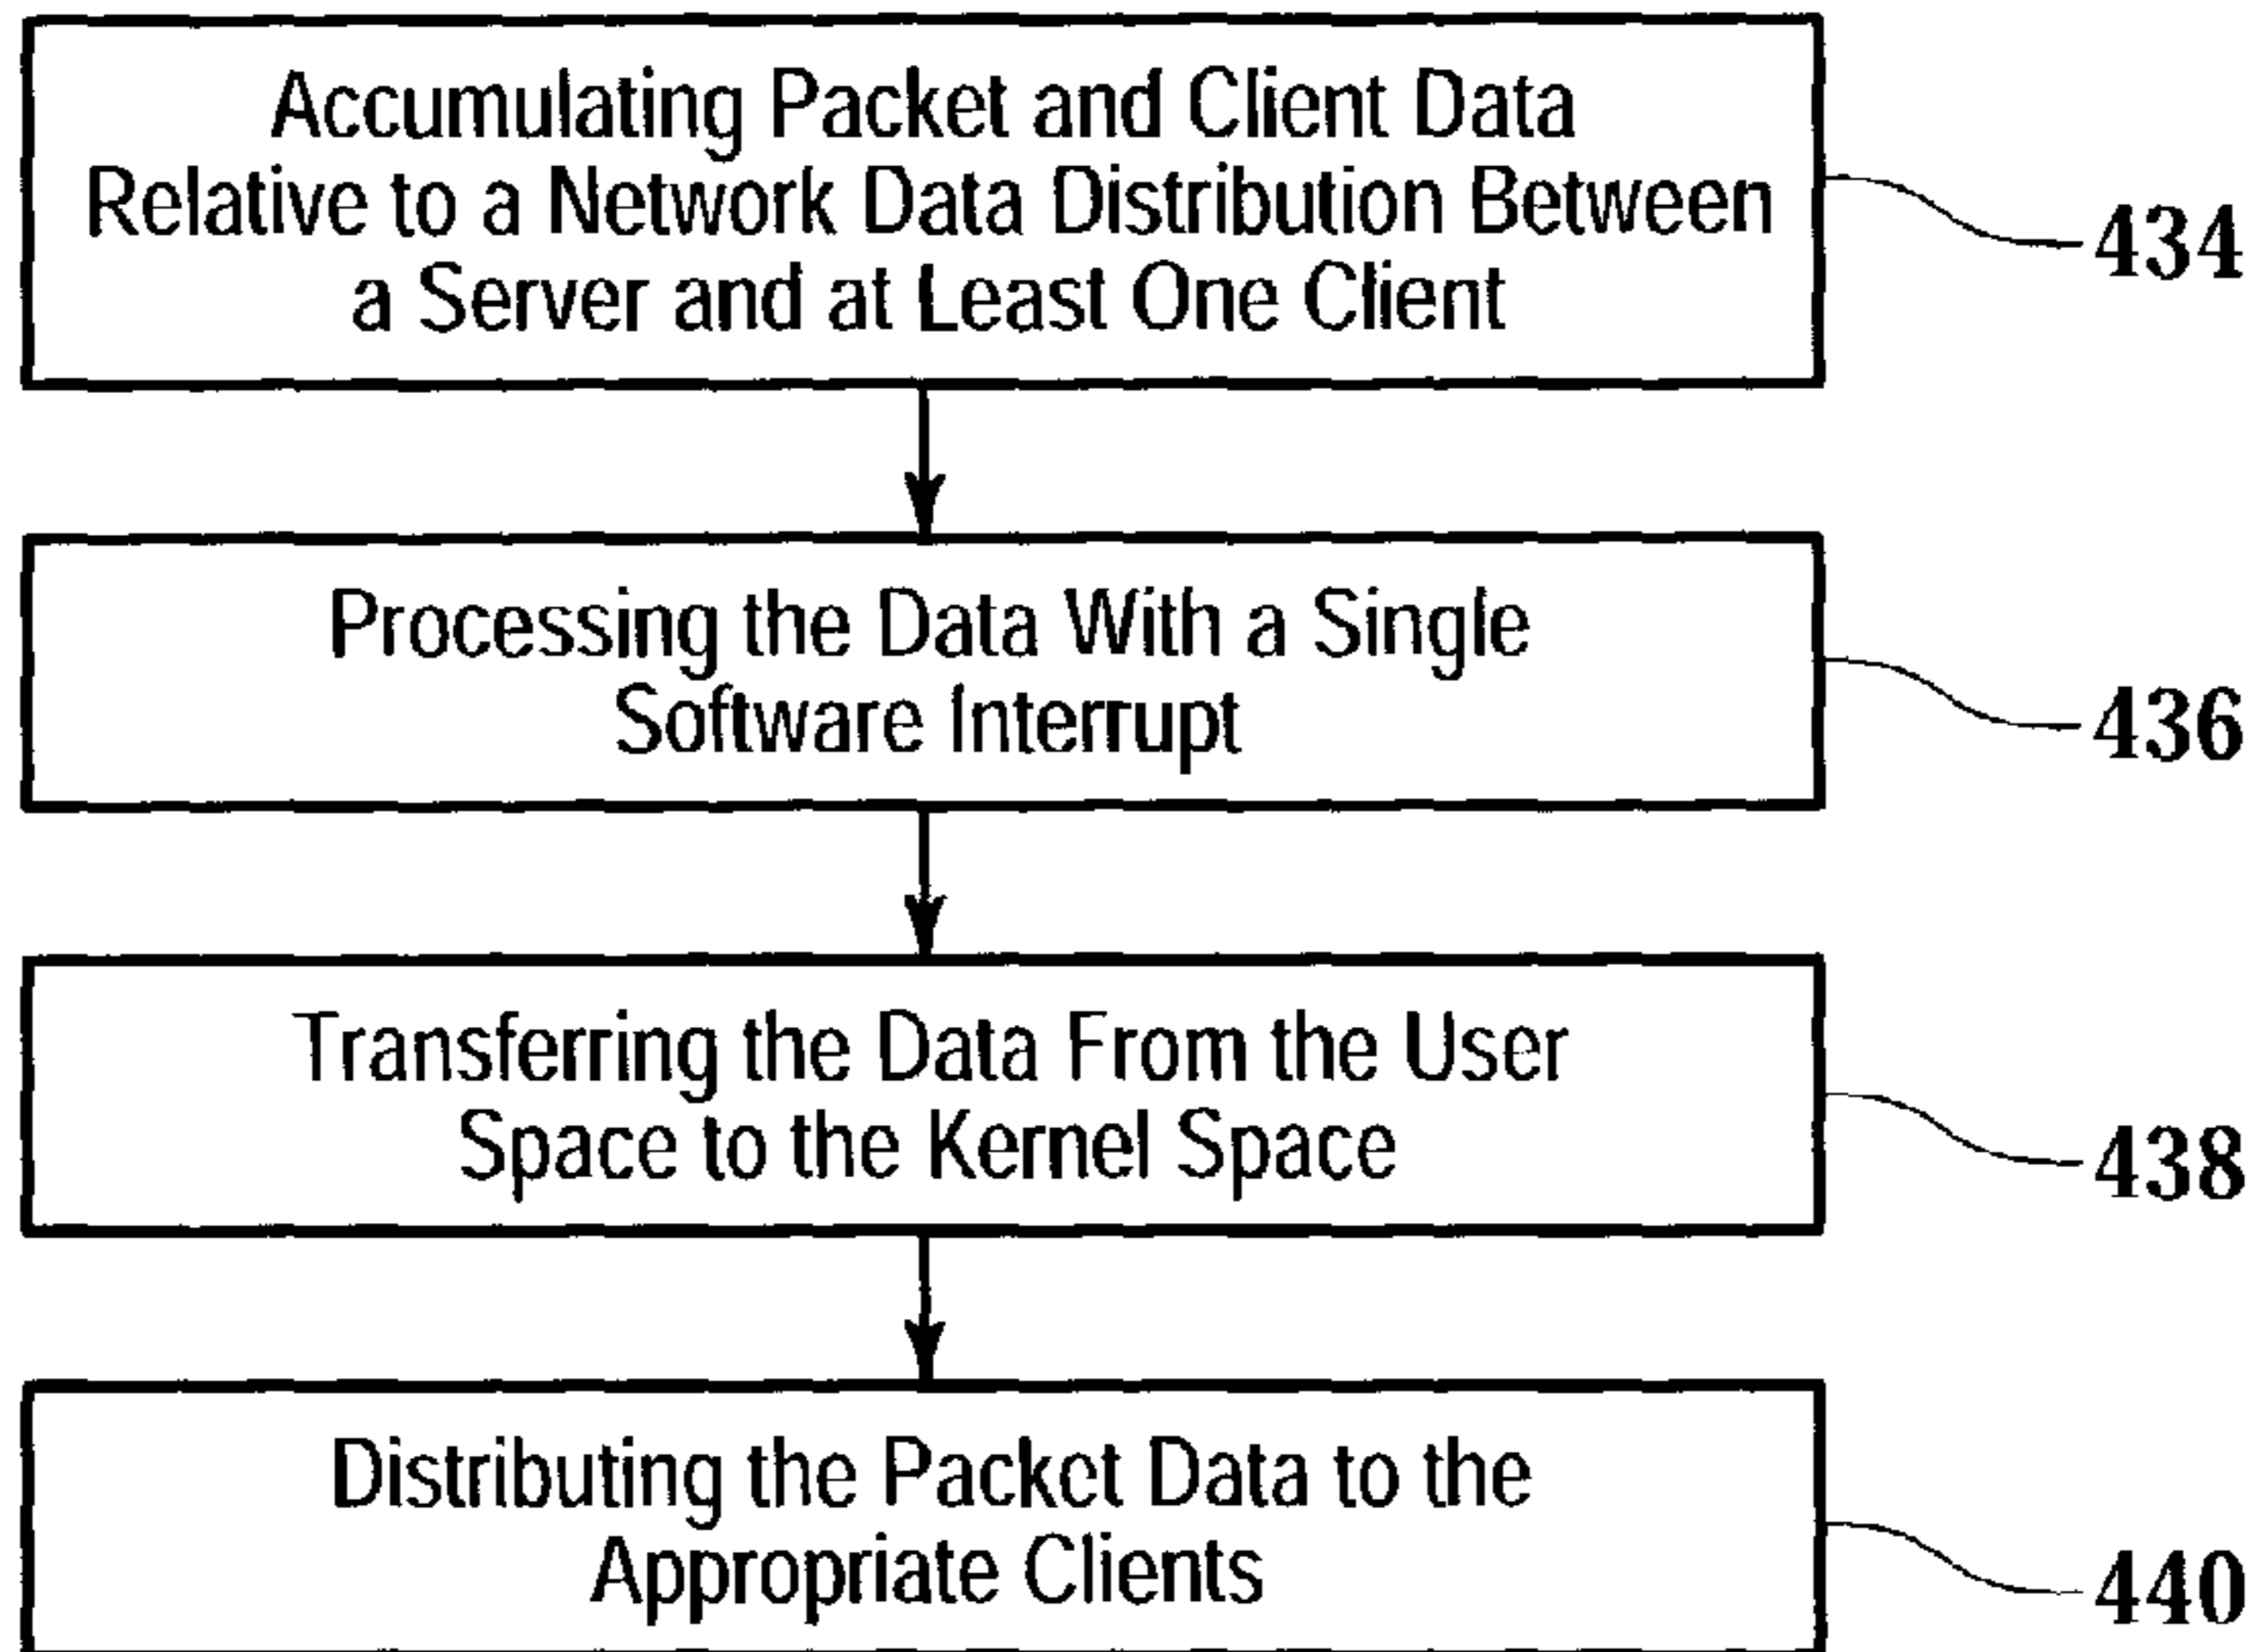 Accumulating Packet and Client Data
Relative to a Network Data Distribution Between
a Server and at Least One Client
434
Processing the Data With a Single
Software Interrupt
436
Transferring the Data From the User
Space to the Kernel Space
438
Distributing the Packet Data to the
Appropriate Clients
440